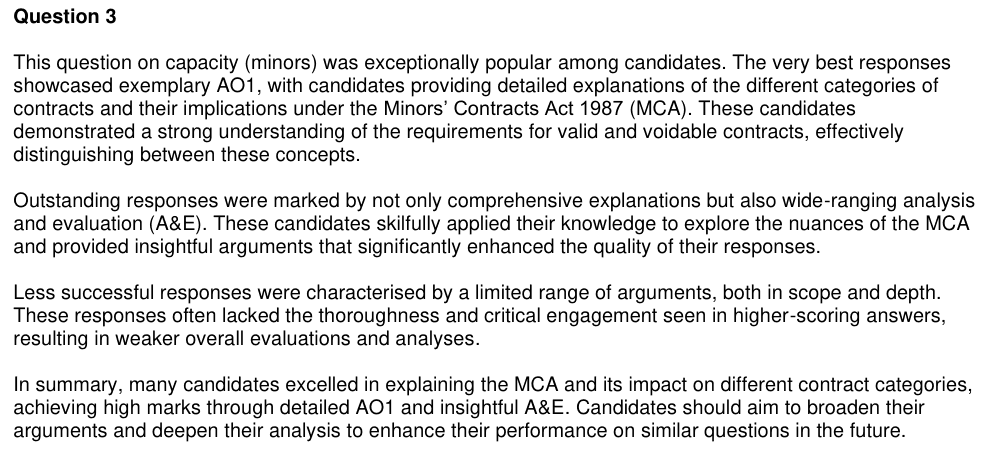 Question 3
This question on capacity (minors) was exceptionally popular among candidates. The very best responses
showcased exemplary AO1, with candidates providing detailed explanations of the different categories of
contracts and their implications under the Minors' Contracts Act 1987 (MCA). These candidates
demonstrated a strong understanding of the requirements for valid and voidable contracts, effectively
distinguishing between these concepts.
Outstanding responses were marked by not only comprehensive explanations but also wide-ranging analysis
and evaluation (A&E). These candidates skilfully applied their knowledge to explore the nuances of the MCA
and provided insightful arguments that significantly enhanced the quality of their responses.
Less successful responses were characterised by a limited range of arguments, both in scope and depth.
These responses often lacked the thoroughness and critical engagement seen in higher-scoring answers,
resulting in weaker overall evaluations and analyses.
In summary, many candidates excelled in explaining the MCA and its impact on different contract categories,
achieving high marks through detailed AO1 and insightful A&E. Candidates should aim to broaden their
arguments and deepen their analysis to enhance their performance on similar questions in the future.